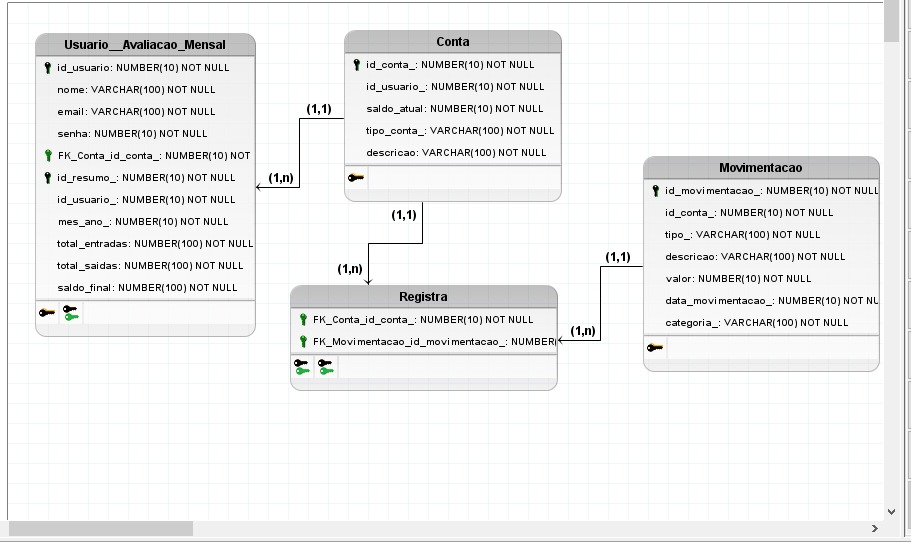 Usuario__Avaliacao_Mensal
id_usuario: NUMBER(10) NOT NULL
nome: VARCHAR(100) NOT NULL
email: VARCHAR(100) NOT NULL
senha: NUMBER(10) NOT NULL
FK_Conta_id_conta_: NUMBER(10) NOT
id_resumo_: NUMBER(10) NOT NULL
id_usuario_: NUMBER(10) NOT NULL
mes_ano_: NUMBER(10) NOT NULL
total_entradas: NUMBER(100) NOT NULL
total_saidas: NUMBER(100) NOT NULL
saldo_final: NUMBER(100) NOT NULL
(1,1)
(1,n)
Conta
id_conta_: NUMBER(10) NOT NULL
id_usuario_: NUMBER(10) NOT NULL
saldo_atual: NUMBER(10) NOT NULL
tipo_conta_: VARCHAR(100) NOT NULL
descricao: VARCHAR(100) NOT NULL
(1,1)
(1,n)
Registra
FK_Conta_id_conta_: NUMBER(10) NOT NULL
FK_Movimentacao_id_movimentacao_: NUMBER(
(1,1)
(1,n)
Movimentacao
id_movimentacao_: NUMBER(10) NOT NULL
id_conta_: NUMBER(10) NOT NULL
tipo_: VARCHAR(100) NOT NULL
descricao: VARCHAR(100) NOT NULL
valor: NUMBER(10) NOT NULL
data_movimentacao_: NUMBER(10) NOT NU
categoria_: VARCHAR(100) NOT NULL